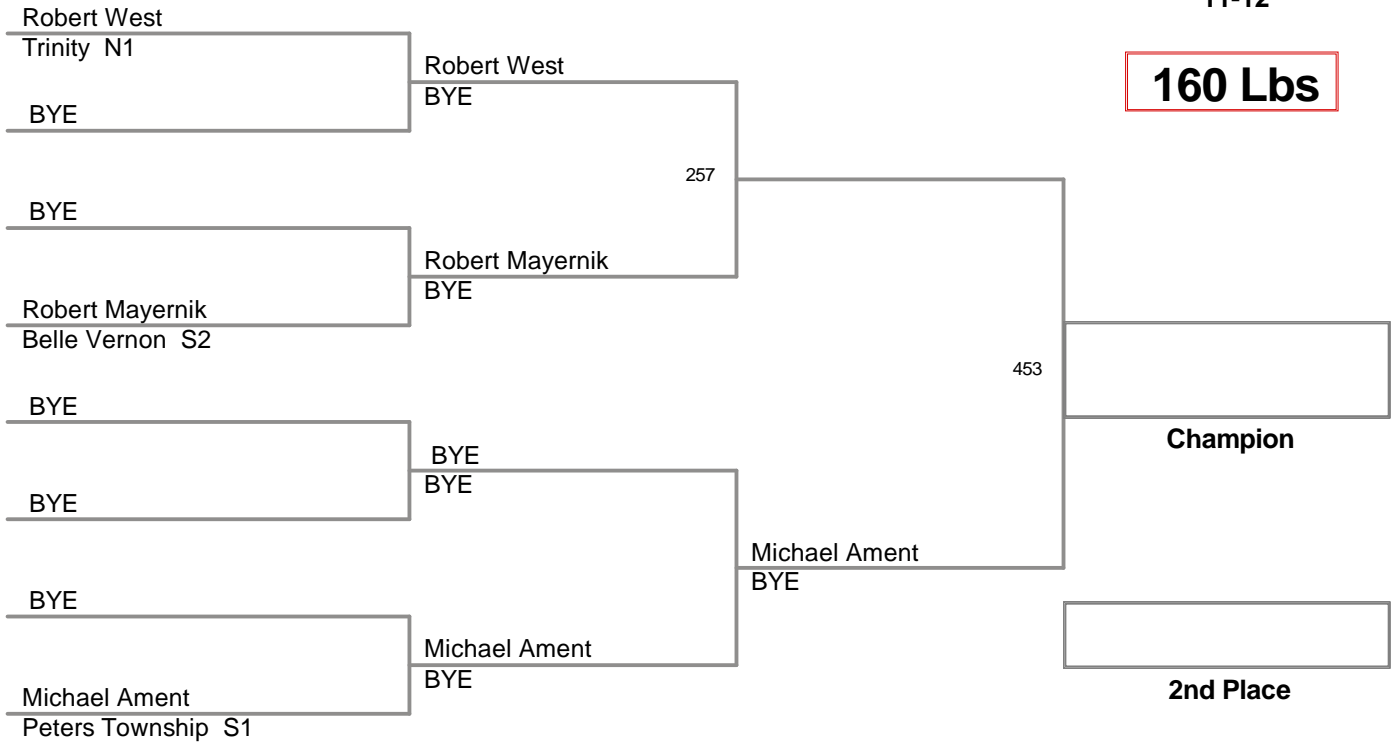 11-12
160 Lbs
Robert West
Trinity N1
BYE
BYE
Robert Mayernik
Belle Vernon S2
BYE
BYE
BYE
Michael Ament
Peters Township S1
Robert West
BYE
Robert Mayernik
BYE
BYE
BYE
Michael Ament
BYE
257
Michael Ament
BYE
453
Champion
2nd Place